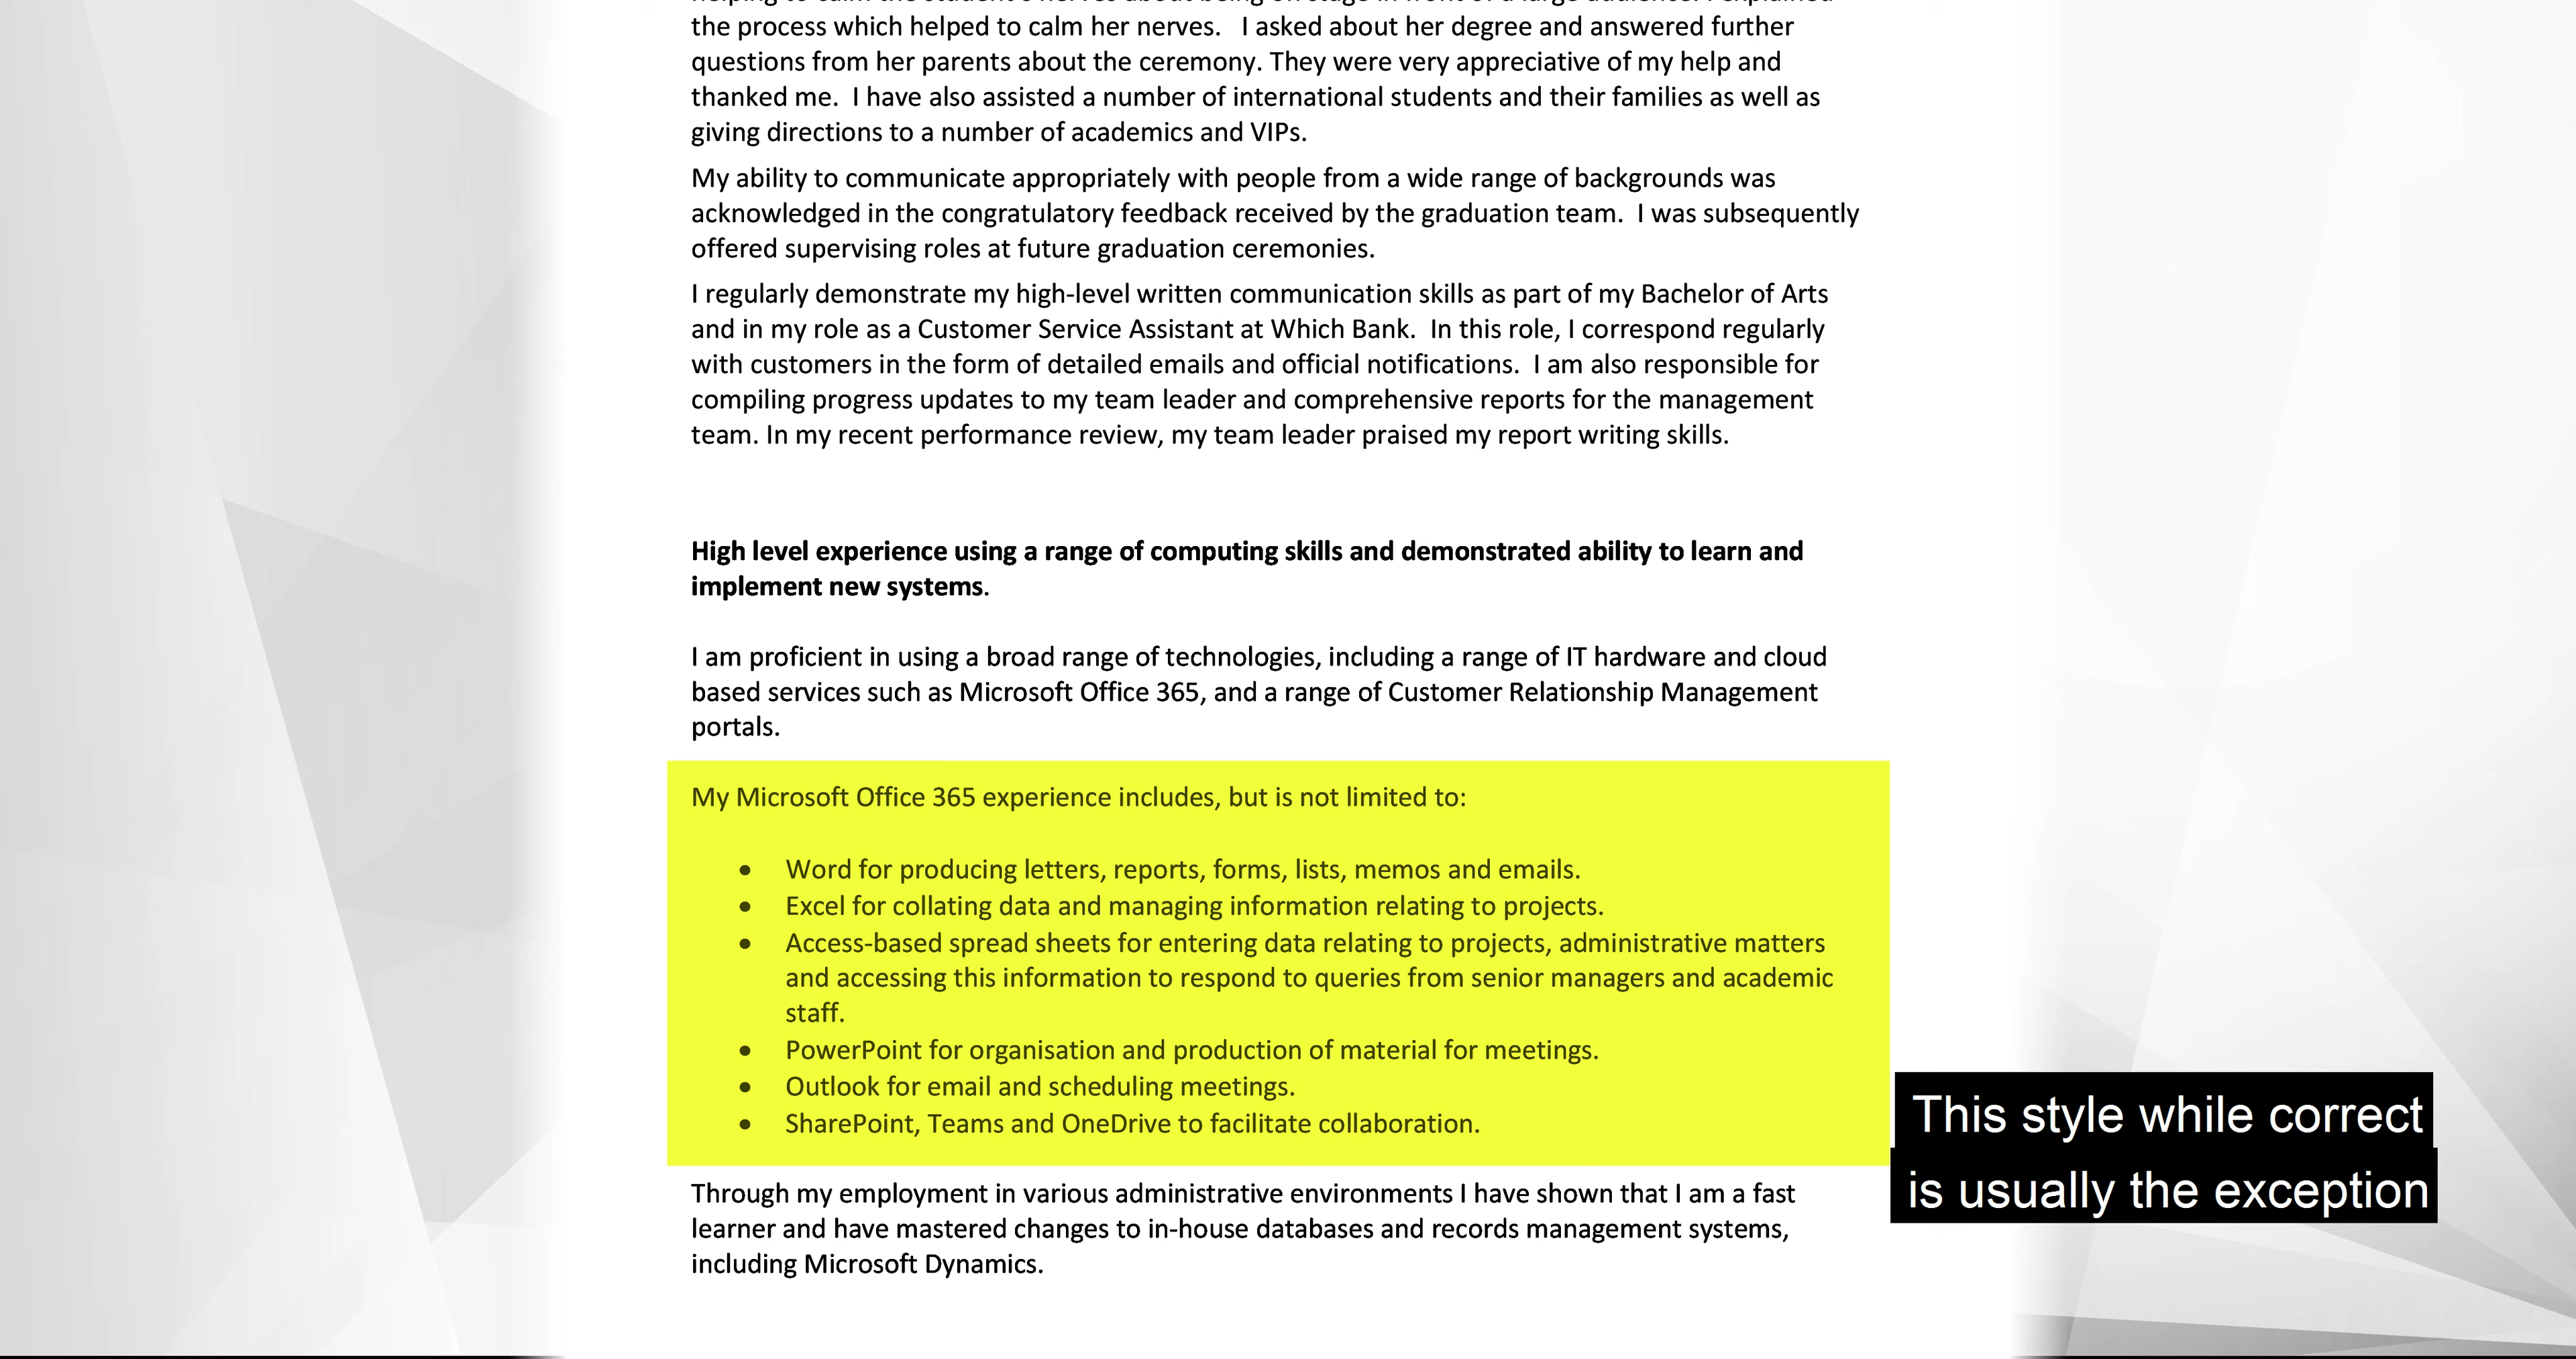 helping to calm the student's nerves about being on stage in front of a large audience. I explained
the process which helped to calm her nerves.   I asked about her degree and answered further
questions from her parents about the ceremony. They were very appreciative of my help and
thanked me.  I have also assisted a number of international students and their families as well as
giving directions to a number of academics and VIPs.
My ability to communicate appropriately with people from a wide range of backgrounds was
acknowledged in the congratulatory feedback received by the graduation team.  I was subsequently
offered supervising roles at future graduation ceremonies.
I regularly demonstrate my high-level written communication skills as part of my Bachelor of Arts
and in my role as a Customer Service Assistant at Which Bank.  In this role, I correspond regularly
with customers in the form of detailed emails and official notifications.  I am also responsible for
compiling progress updates to my team leader and comprehensive reports for the management
team. In my recent performance review, my team leader praised my report writing skills.
High level experience using a range of computing skills and demonstrated ability to learn and
implement new systems.
I am proficient in using a broad range of technologies, including a range of IT hardware and cloud
based services such as Microsoft Office 365, and a range of Customer Relationship Management
portals.
My Microsoft Office 365 experience includes, but is not limited to:
• Word for producing letters, reports, forms, lists, memos and emails.
• Excel for collating data and managing information relating to projects.
• Access-based spread sheets for entering data relating to projects, administrative matters
and accessing this information to respond to queries from senior managers and academic
staff.
• PowerPoint for organisation and production of material for meetings.
• Outlook for email and scheduling meetings.
• SharePoint, Teams and OneDrive to facilitate collaboration.
This style while correct
is usually the exception
Through my employment in various administrative environments I have shown that I am a fast
learner and have mastered changes to in-house databases and records management systems,
including Microsoft Dynamics.